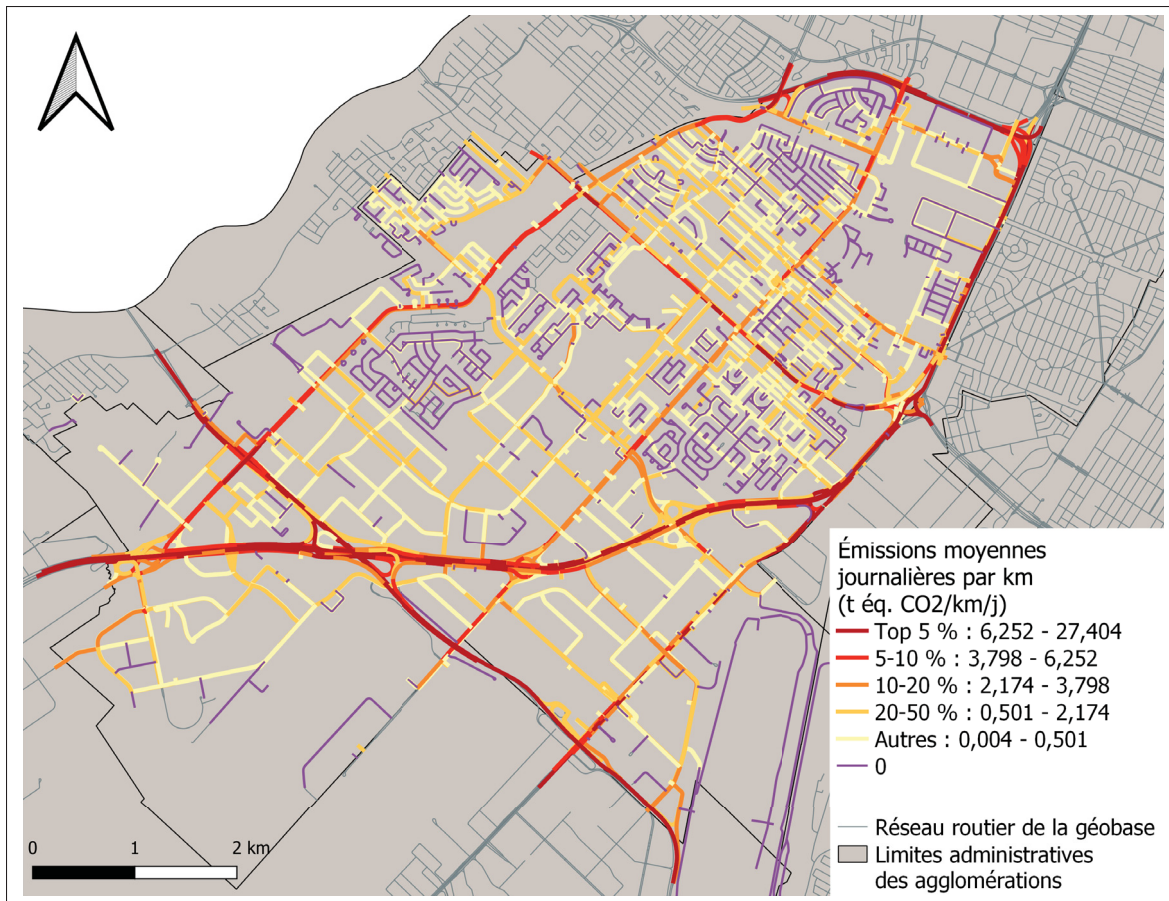 Émissions moyennes
journalières par km
(t éq. CO2/km/j)
Top 5 % : 6,252 - 27,404
5-10 % : 3,798 - 6,252
10-20 % : 2,174 - 3,798
20-50 % : 0,501 - 2,174
Autres : 0,004 - 0,501
0
Réseau routier de la géobase
Limites administratives
des agglomérations
0 1 2 km